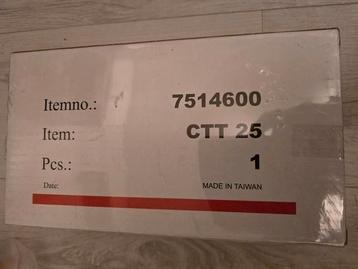 Itemno.: 7514600
Item: CTT 25
Pcs.: 1
Date: MADE IN TAIWAN